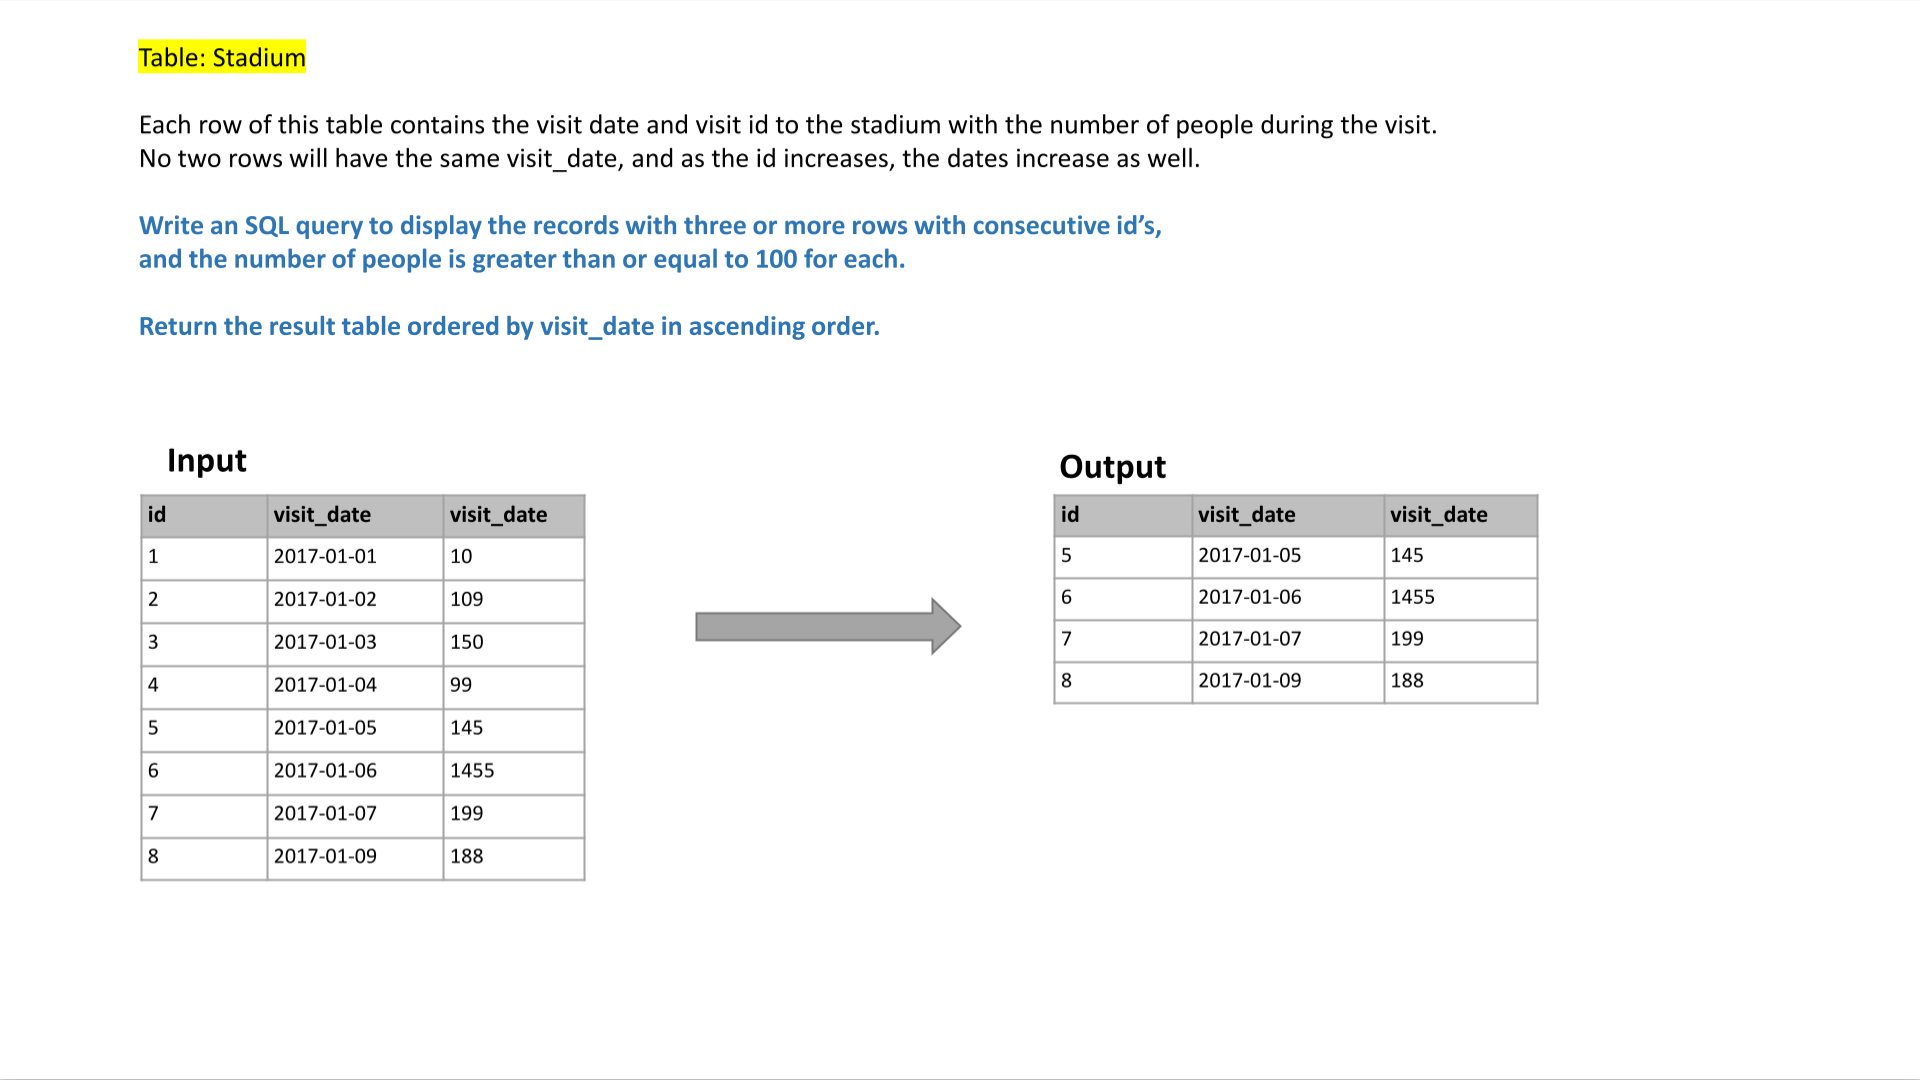 Table: Stadium
Each row of this table contains the visit date and visit id to the stadium with the number of people during the visit.
No two rows will have the same visit_date, and as the id increases, the dates increase as well.
Write an SQL query to display the records with three or more rows with consecutive id’s,
and the number of people is greater than or equal to 100 for each.
Return the result table ordered by visit_date in ascending order.
Input
id visit_date visit_date
1 2017-01-01 10
2 2017-01-02 109
3 2017-01-03 150
4 2017-01-04 99
5 2017-01-05 145
6 2017-01-06 1455
7 2017-01-07 199
8 2017-01-09 188
Output
id visit_date visit_date
5 2017-01-05 145
6 2017-01-06 1455
7 2017-01-07 199
8 2017-01-09 188